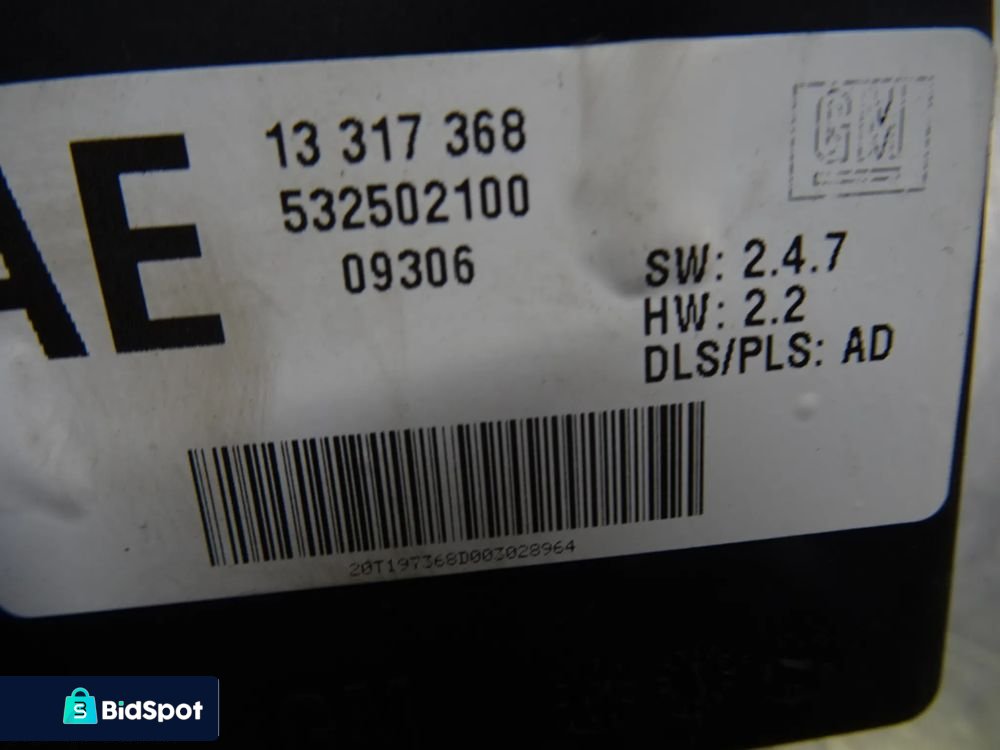 AE
13 317 368
532502100
09306
GM
SW: 2.4.7
HW: 2.2
DLS/PLS: AD
20T197368D003028964
BidSpot